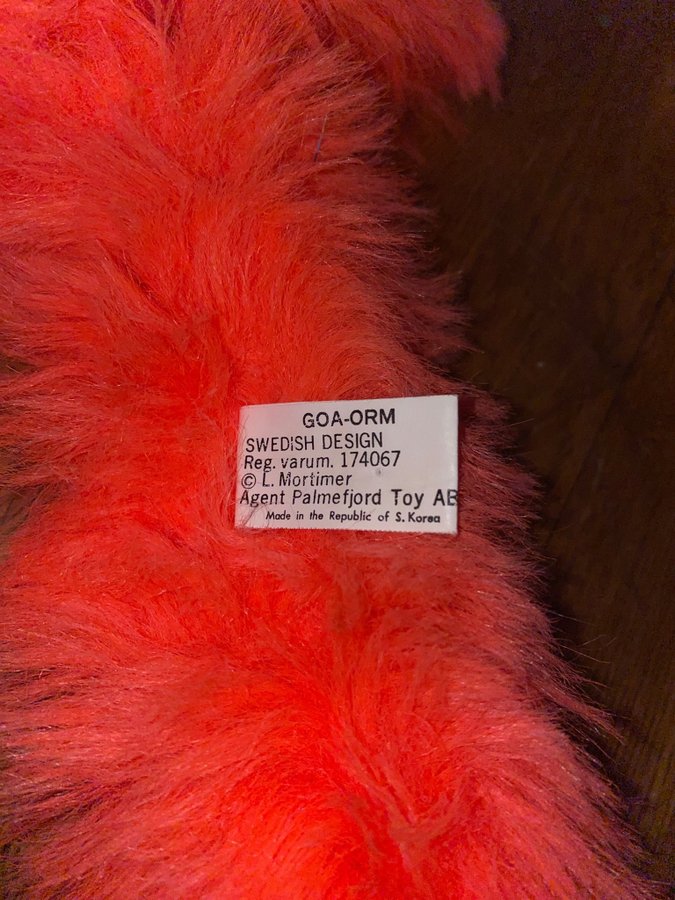 GOA-ORM
SWEDISH DESIGN
Reg. varum. 174067
© L. Mortimer
Agent Palmefjord Toy AB
Made in the Republic of S. Korea